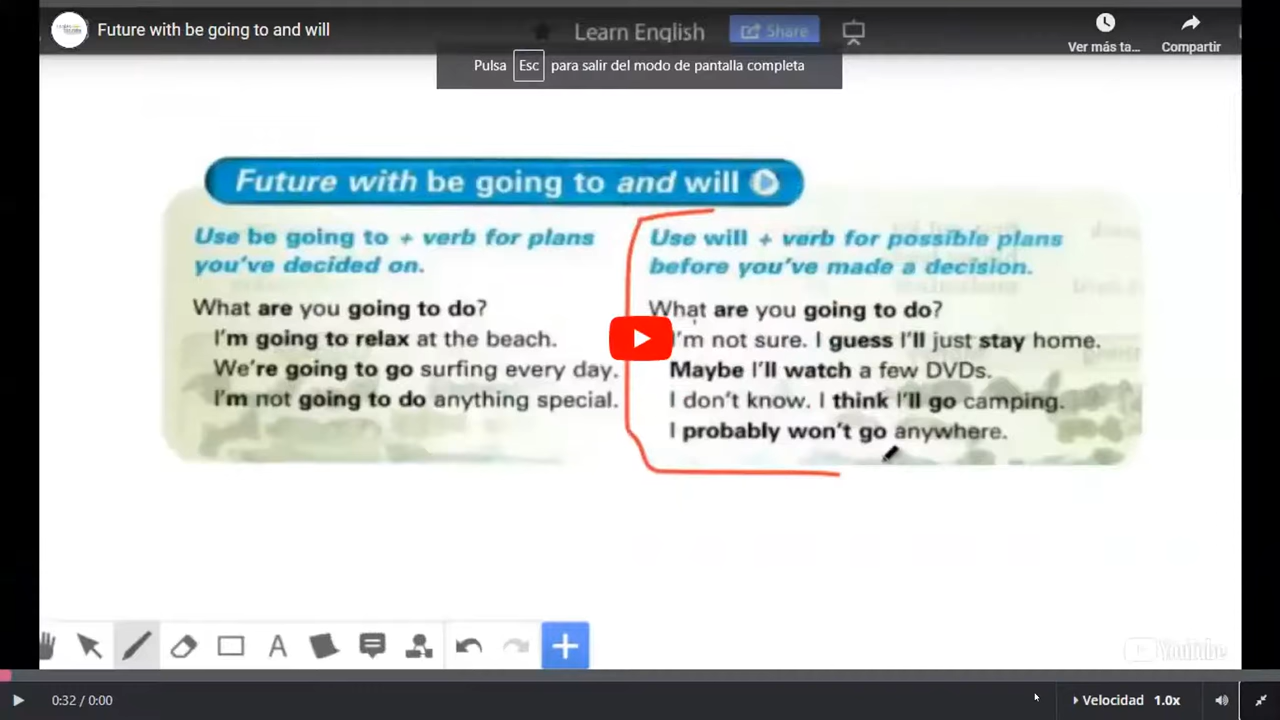 Future with be going to and will
Learn English
Share
Ver más ta...
Compartir
Pulsa Esc para salir del modo de pantalla completa
Future with be going to and will
Use be going to + verb for plans
you've decided on.
What are you going to do?
I'm going to relax at the beach.
We're going to go surfing every day.
I'm not going to do anything special.
Use will + verb for possible plans
before you've made a decision.
What are you going to do?
I'm not sure. I guess I'll just stay home.
Maybe I'll watch a few DVDs.
I don't know. I think I'll go camping.
I probably won't go anywhere.
A
YouTube
0:32 / 0:00
Velocidad 1.0x